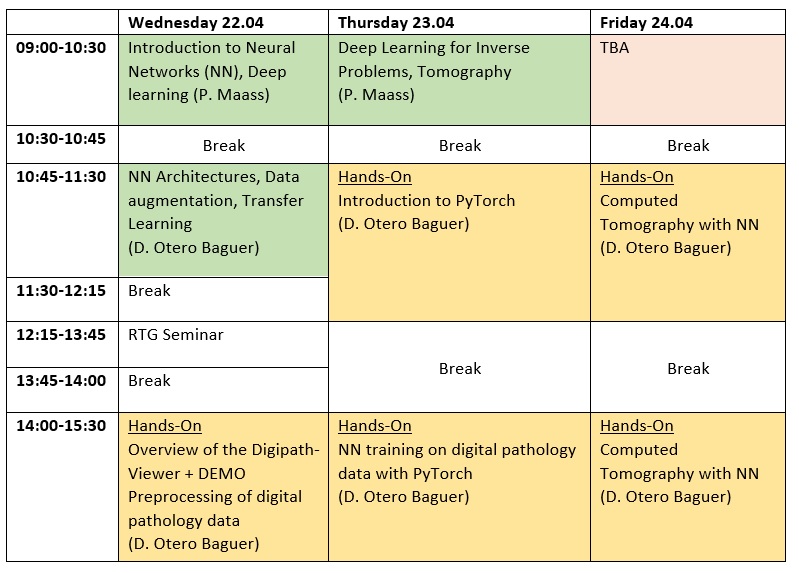 Wednesday 22.04
Thursday 23.04
Friday 24.04
09:00-10:30
Introduction to Neural
Networks (NN), Deep
learning (P. Maass)
Deep Learning for Inverse
Problems, Tomography
(P. Maass)
TBA
10:30-10:45
Break
Break
Break
10:45-11:30
NN Architectures, Data
augmentation, Transfer
Learning
(D. Otero Baguer)
Hands-On
Introduction to PyTorch
(D. Otero Baguer)
Hands-On
Computed
Tomography with NN
(D. Otero Baguer)
11:30-12:15
Break
12:15-13:45
RTG Seminar
Break
Break
13:45-14:00
Break
14:00-15:30
Hands-On
Overview of the Digipath-
Viewer + DEMO
Preprocessing of digital
pathology data
(D. Otero Baguer)
Hands-On
NN training on digital pathology
data with PyTorch
(D. Otero Baguer)
Hands-On
Computed
Tomography with NN
(D. Otero Baguer)